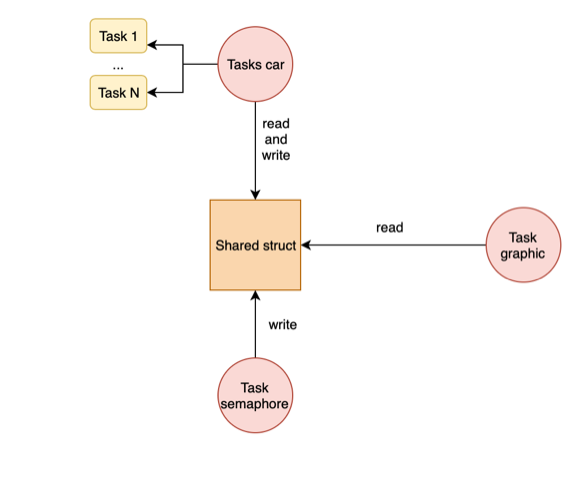 Task 1
...
Task N
Tasks car
read
and
write
Shared struct
read
Task
graphic
write
Task
semaphore